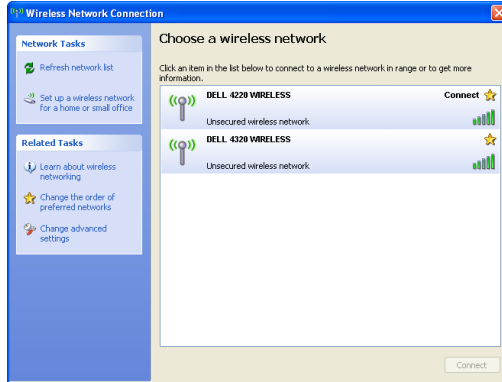 Wireless Network Connection
Network Tasks
Refresh network list
Set up a wireless network
for a home or small office
Related Tasks
Learn about wireless
networking
Change the order of
preferred networks
Change advanced
settings
Choose a wireless network
Click an item in the list below to connect to a wireless network in range or to get more
information.
DELL 4220 WIRELESS Connect
Unsecured wireless network
DELL 4320 WIRELESS
Unsecured wireless network
Connect